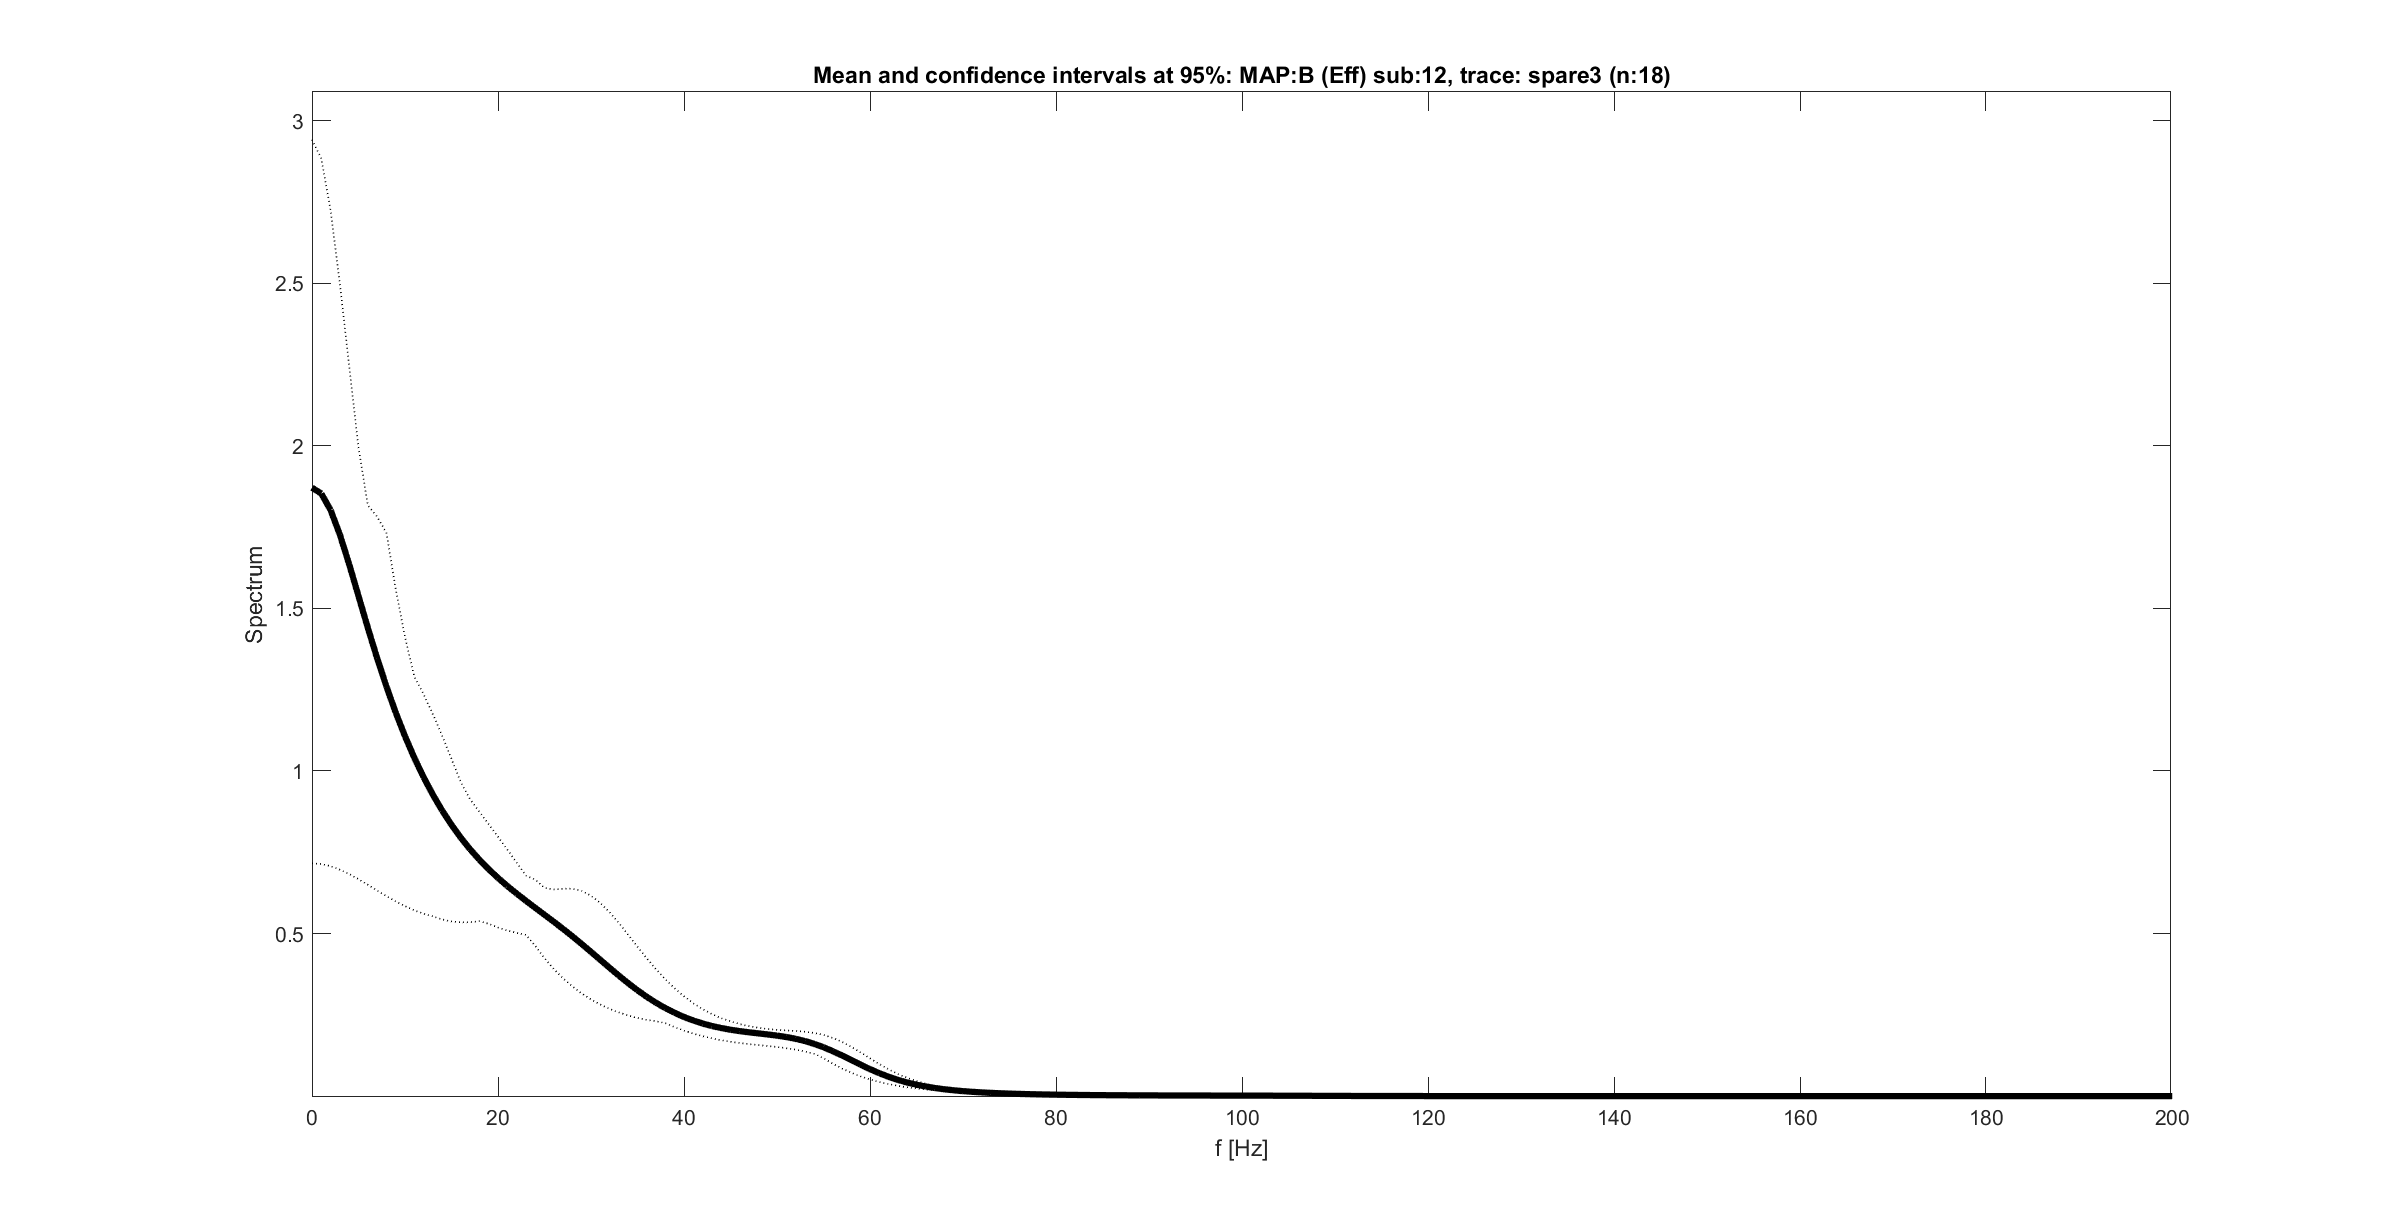 Mean and confidence intervals at 95%: MAP:B (Eff) sub:12, trace: spare3 (n:18)
3
2.5
2
1.5
1
0.5
Spectrum
0 20 40 60 80 100 120 140 160 180 200
f [Hz]